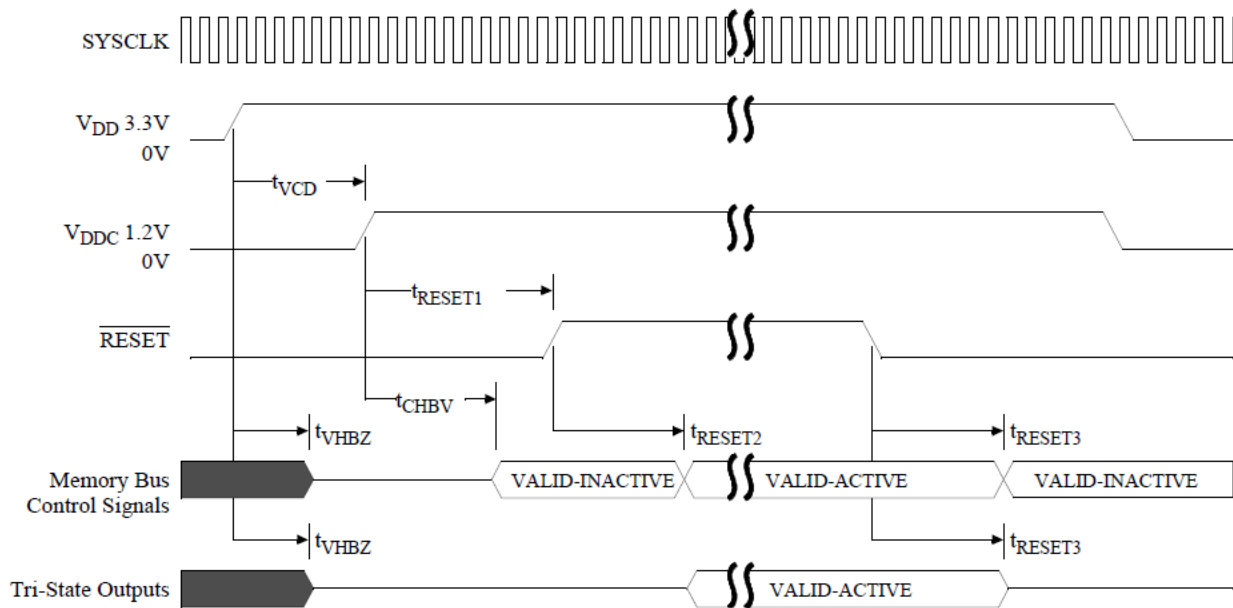 SYSCLK
VDD 3.3V
0V
tVCD
VDDC 1.2V
0V
tRESET1
RESET
tCHBV
tVHBZ
tRESET2
tRESET3
Memory Bus
Control Signals
VALID-INACTIVE
VALID-ACTIVE
VALID-INACTIVE
tVHBZ
tRESET3
Tri-State Outputs
VALID-ACTIVE